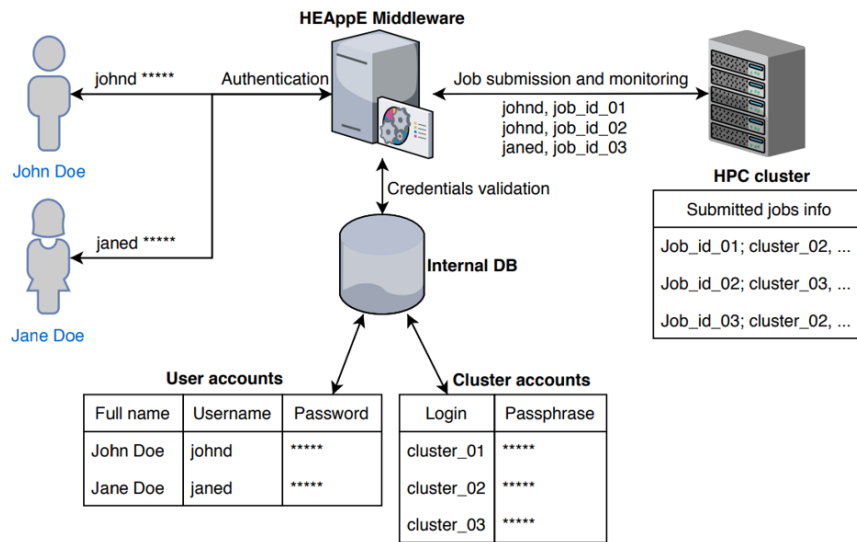 HEAppE Middleware
johnd *****
Authentication
Job submission and monitoring
johnd, job_id_01
johnd, job_id_02
janed, job_id_03
John Doe
HPC cluster
Credentials validation
Submitted jobs info
janed *****
Job_id_01; cluster_02, ...
Internal DB
Job_id_02; cluster_03, ...
Jane Doe
Job_id_03; cluster_02, ...
User accounts
Full name Username Password
John Doe johnd *****
Jane Doe janed *****
Cluster accounts
Login Passphrase
cluster_01 *****
cluster_02 *****
cluster_03 *****